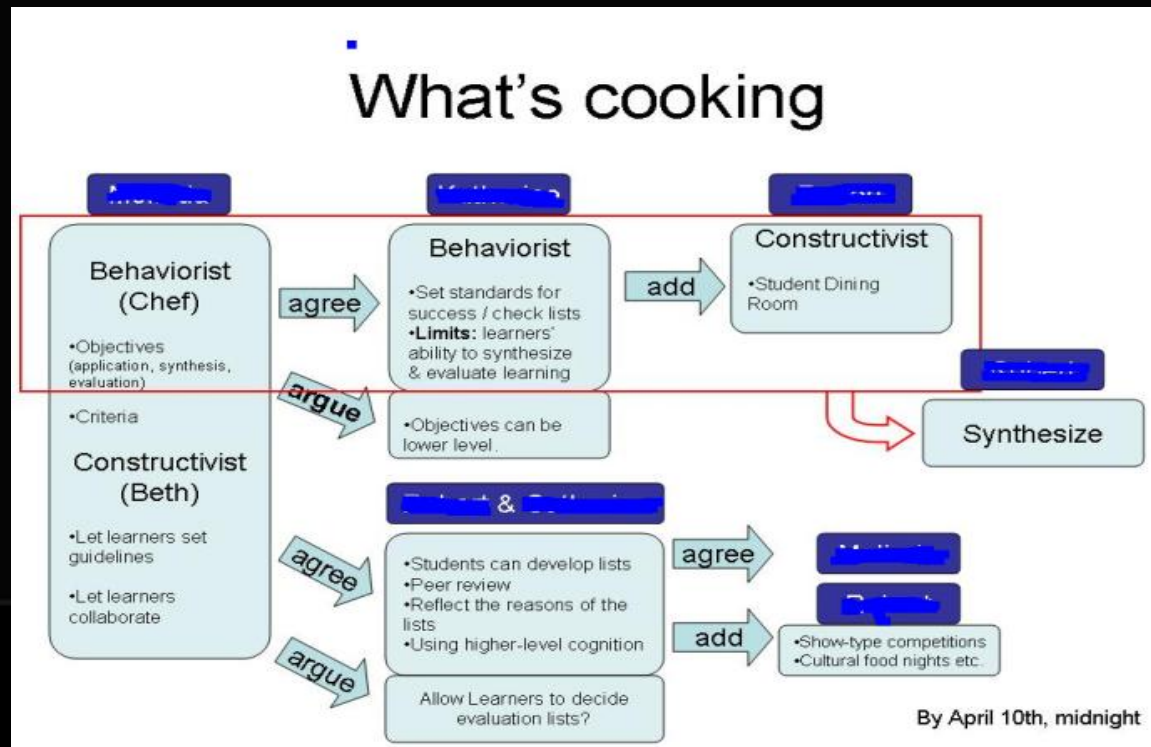 What's cooking
Behaviorist
(Chef)
•Objectives
(application, synthesis,
evaluation)
•Criteria
Constructivist
(Beth)
•Let learners set
guidelines
•Let learners
collaborate
agree
argue
Behaviorist
•Set standards for
success / check lists
•Limits: learners'
ability to synthesize
& evaluate learning
•Objectives can be
lower level.
add
Constructivist
•Student Dining
Room
Synthesize
agree
argue
&
•Students can develop lists
•Peer review
•Reflect the reasons of the
lists
•Using higher-level cognition
Allow Learners to decide
evaluation lists?
agree
add
•Show-type competitions
•Cultural food nights etc.
By April 10th, midnight